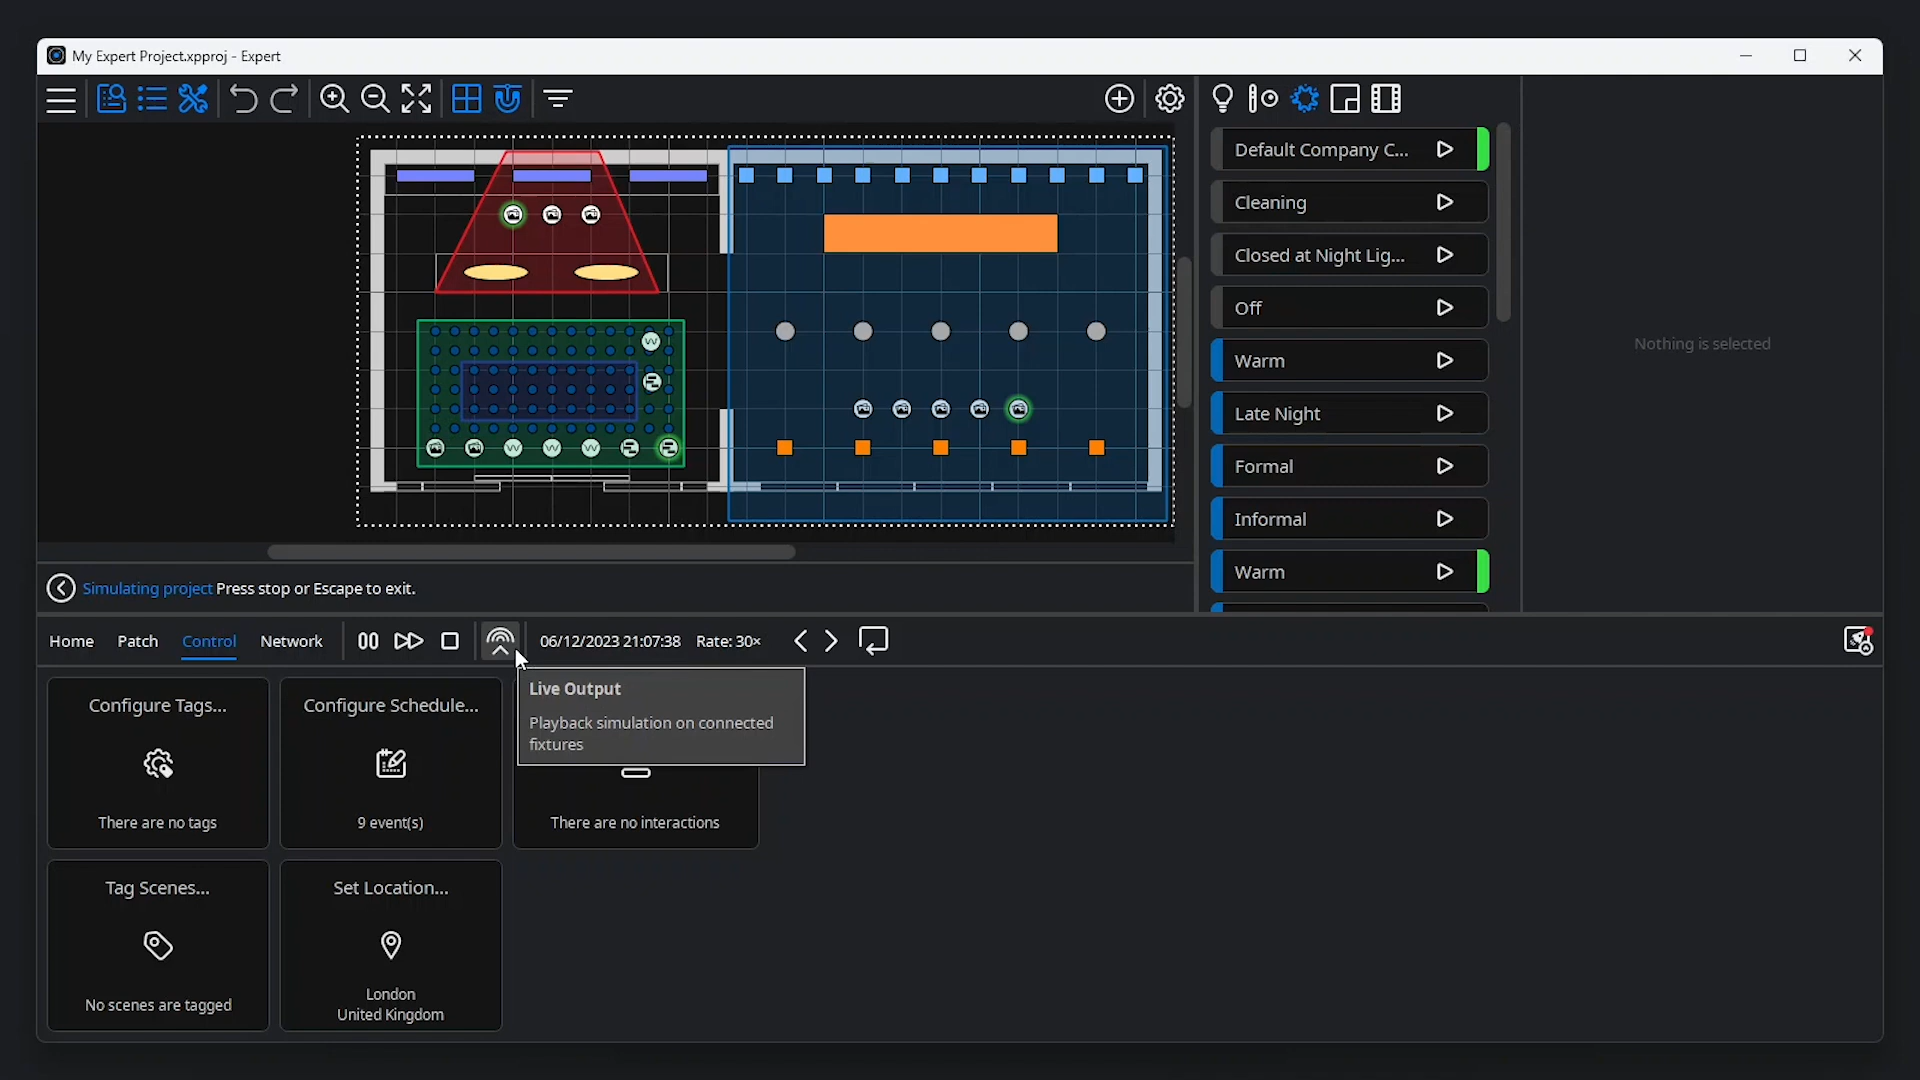 My Expert Project.xpproj - Expert
Default Company C...
Cleaning
Closed at Night Lig...
Off
Warm
Late Night
Formal
Informal
Warm
Nothing is selected
Simulating project Press stop or Escape to exit.
Home Patch Control Network 06/12/2023 21:07:38 Rate: 30×
Live Output
Playback simulation on connected
fixtures
Configure Tags...
There are no tags
Configure Schedule...
9 event(s)
There are no interactions
Tag Scenes...
No scenes are tagged
Set Location...
London
United Kingdom